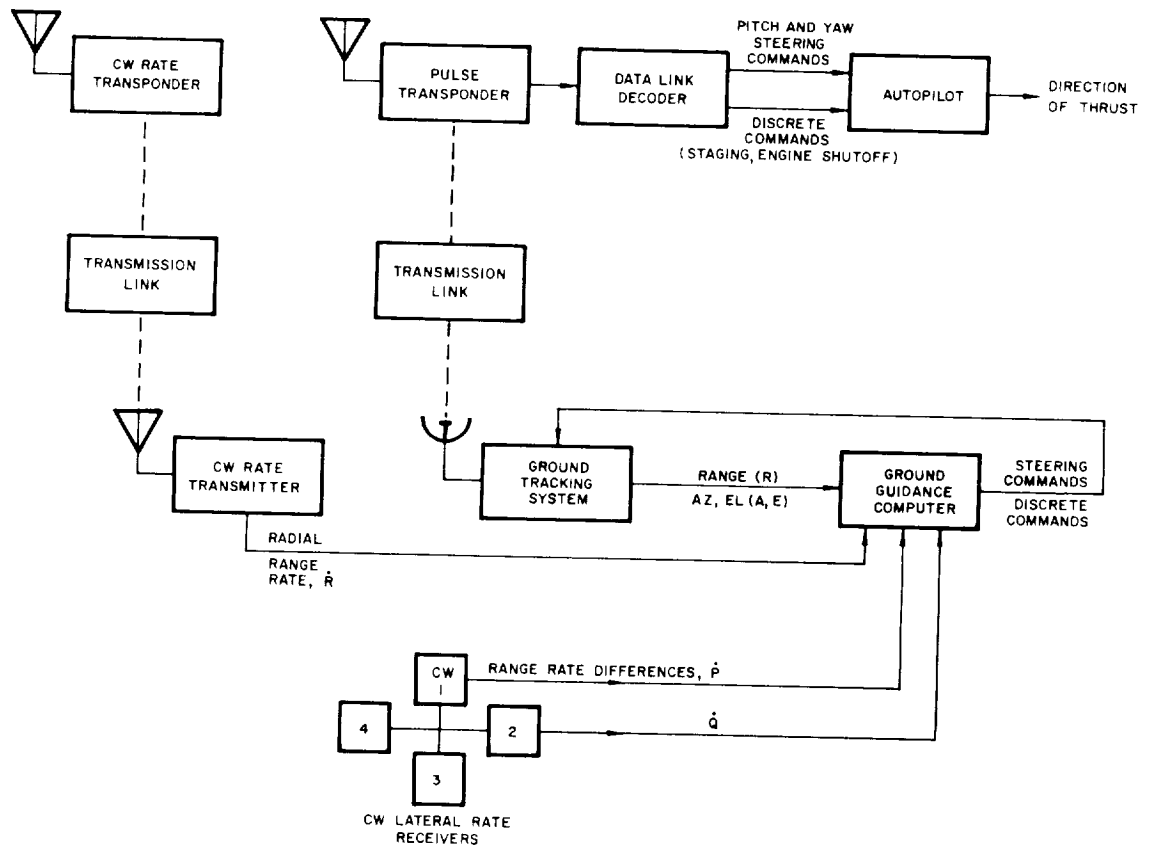 CW RATE
TRANSPONDER
PULSE
TRANSPONDER
DATA LINK
DECODER
PITCH AND YAW
STEERING
COMMANDS
DISCRETE
COMMANDS
(STAGING, ENGINE SHUTOFF)
AUTOPILOT
DIRECTION
OF THRUST
TRANSMISSION
LINK
TRANSMISSION
LINK
CW RATE
TRANSMITTER
GROUND
TRACKING
SYSTEM
RANGE (R)
AZ, EL (A, E)
GROUND
GUIDANCE
COMPUTER
STEERING
COMMANDS
DISCRETE
COMMANDS
RADIAL
RANGE
RATE, Ṙ
CW
1
RANGE RATE DIFFERENCES, Ṗ
4
2
Q̇
3
CW LATERAL RATE
RECEIVERS